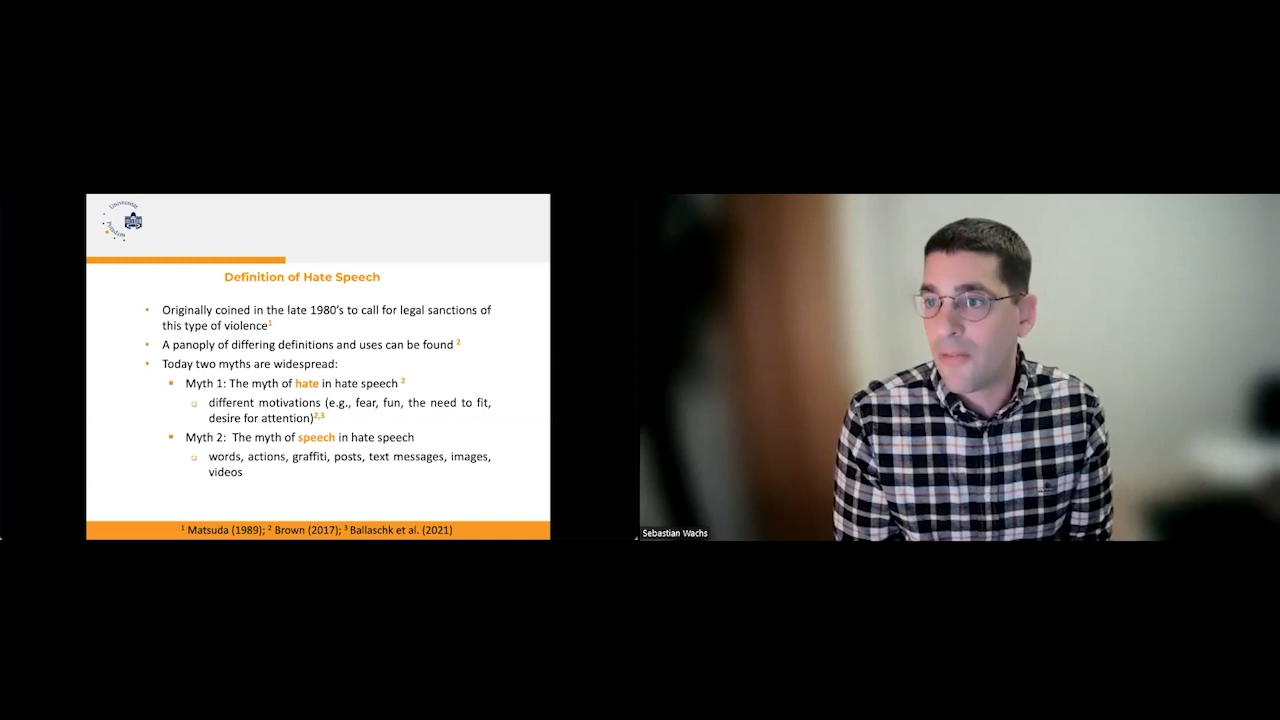 Universität
Potsdam
Definition of Hate Speech
• Originally coined in the late 1980's to call for legal sanctions of
this type of violence1
• A panoply of differing definitions and uses can be found 2
• Today two myths are widespread:
▪ Myth 1: The myth of hate in hate speech 2
❑ different motivations (e.g., fear, fun, the need to fit,
desire for attention)2,3
▪ Myth 2: The myth of speech in hate speech
❑ words, actions, graffiti, posts, text messages, images,
videos
1 Matsuda (1989); 2 Brown (2017); 3 Ballaschk et al. (2021)
Sebastian Wachs